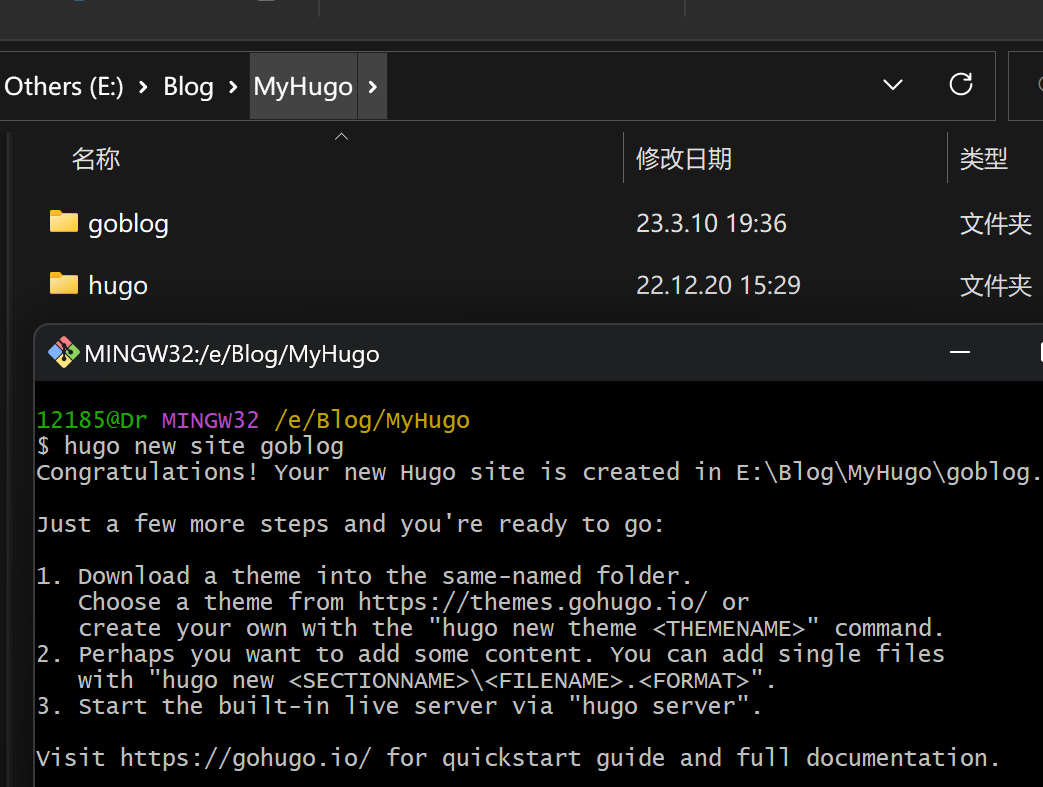 Others (E:) › Blog › MyHugo ›
名称 修改日期 类型
goblog 23.3.10 19:36 文件夹
hugo 22.12.20 15:29 文件夹
MINGW32:/e/Blog/MyHugo
12185@Dr MINGW32 /e/Blog/MyHugo
$ hugo new site goblog
Congratulations! Your new Hugo site is created in E:\Blog\MyHugo\goblog.
Just a few more steps and you're ready to go:
1. Download a theme into the same-named folder.
Choose a theme from https://themes.gohugo.io/ or
create your own with the "hugo new theme <THEMENAME>" command.
2. Perhaps you want to add some content. You can add single files
with "hugo new <SECTIONNAME>\<FILENAME>.<FORMAT>".
3. Start the built-in live server via "hugo server".
Visit https://gohugo.io/ for quickstart guide and full documentation.